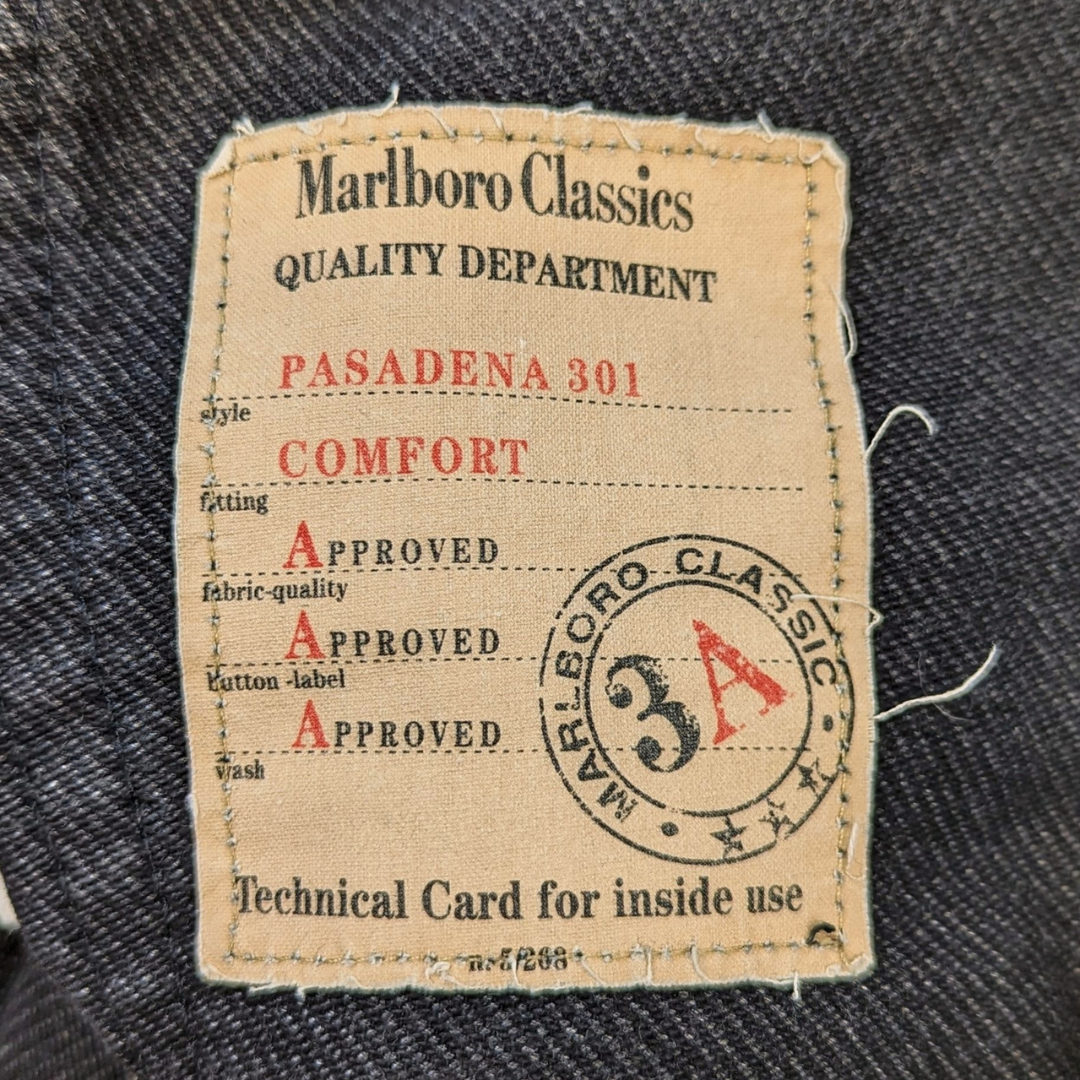 Marlboro Classics
QUALITY DEPARTMENT
PASADENA 301
style
COMFORT
fitting
APPROVED
fabric-quality
APPROVED
button -label
APPROVED
wash
MARLBORO CLASSIC
3A
Technical Card for inside use